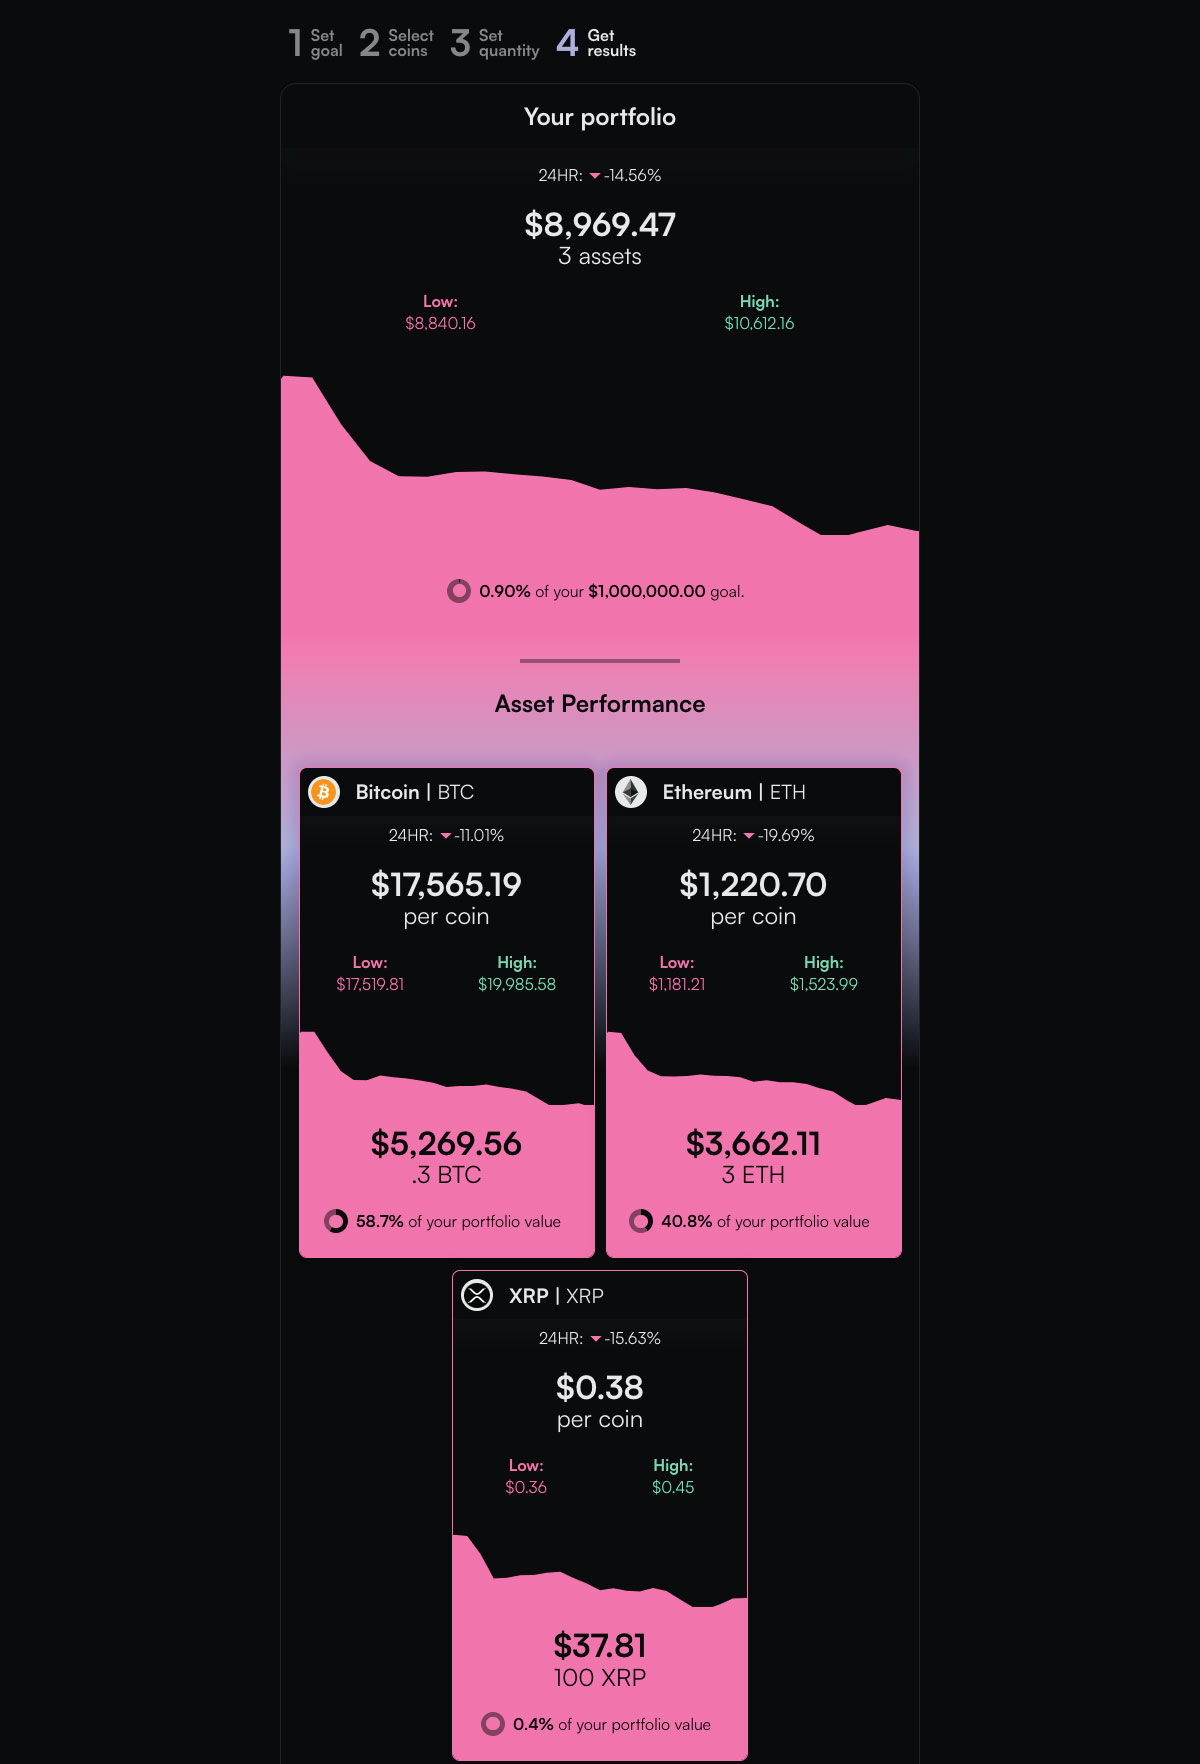 1 Set goal 2 Select coins 3 Set quantity 4 Get results
Your portfolio
24HR: -14.56%
$8,969.47
3 assets
Low: High:
$8,840.16 $10,612.16
0.90% of your $1,000,000.00 goal.
Asset Performance
Bitcoin | BTC
24HR: -11.01%
$17,565.19
per coin
Low: High:
$17,519.81 $19,985.58
$5,269.56
.3 BTC
58.7% of your portfolio value
Ethereum | ETH
24HR: -19.69%
$1,220.70
per coin
Low: High:
$1,181.21 $1,523.99
$3,662.11
3 ETH
40.8% of your portfolio value
XRP | XRP
24HR: -15.63%
$0.38
per coin
Low: High:
$0.36 $0.45
$37.81
100 XRP
0.4% of your portfolio value